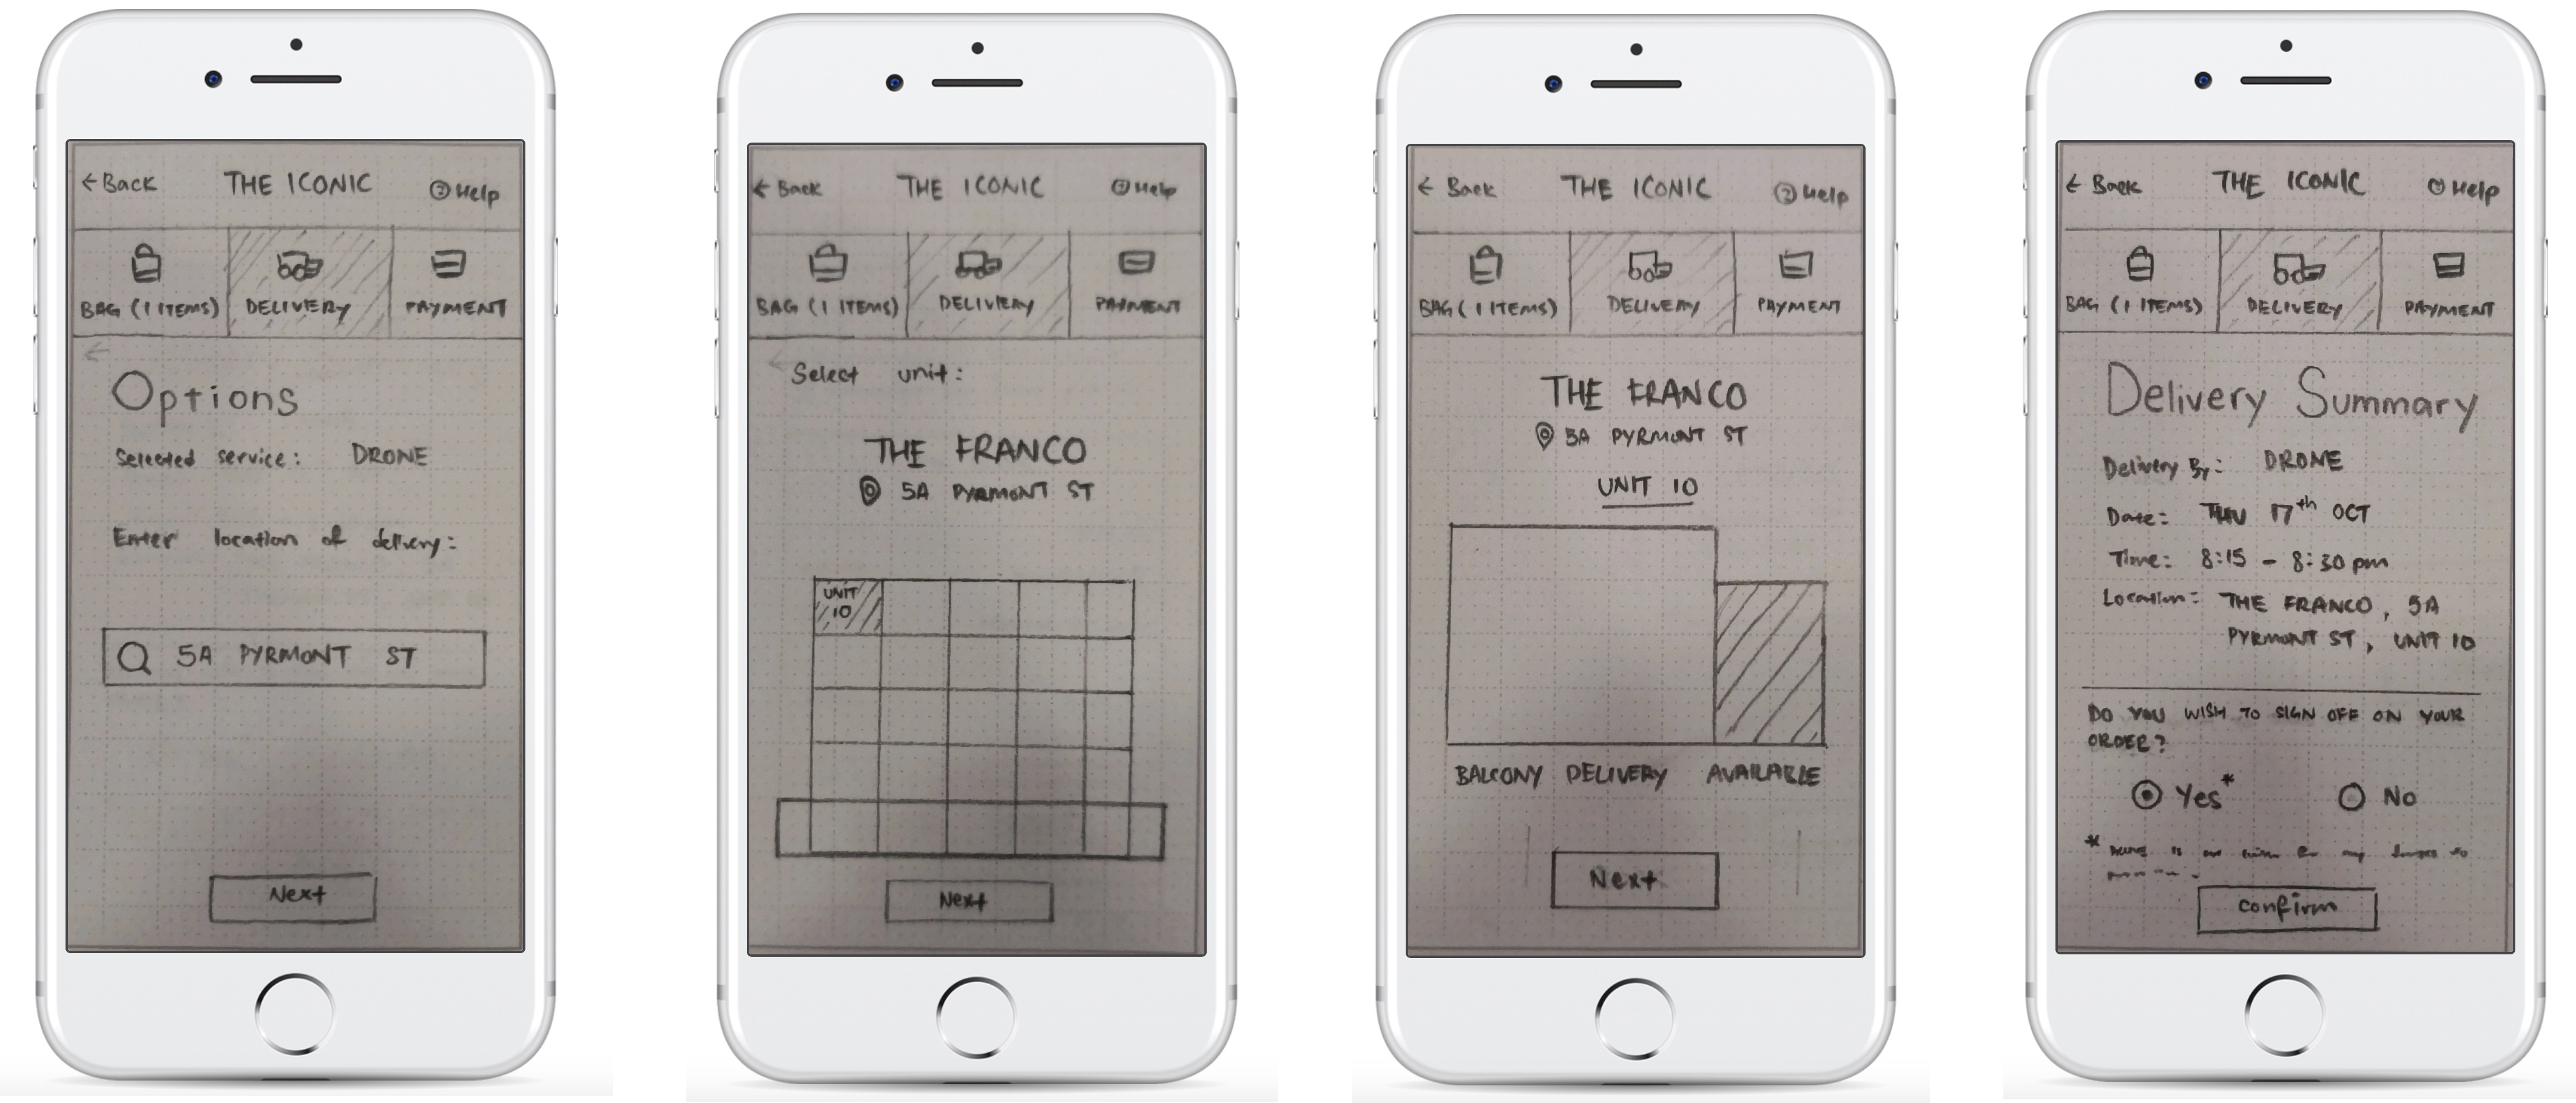 ← Back THE ICONIC ? Help
BAG (1 ITEMS) DELIVERY PAYMENT
Options
Selected service: DRONE
Enter location of delivery:
5A PYRMONT ST
Next
← Back THE ICONIC ? Help
BAG (1 ITEMS) DELIVERY PAYMENT
Select unit:
THE FRANCO
5A PYRMONT ST
UNIT
10
Next
← Back THE ICONIC ? Help
BAG (1 ITEMS) DELIVERY PAYMENT
THE FRANCO
5A PYRMONT ST
UNIT 10
BALCONY DELIVERY AVAILABLE
Next
← Back THE ICONIC ? Help
BAG (1 ITEMS) DELIVERY PAYMENT
Delivery Summary
Delivery By: DRONE
Date: THU 17th OCT
Time: 8:15 - 8:30 pm
Location: THE FRANCO, 5A
PYRMONT ST, UNIT 10
DO YOU WISH TO SIGN OFF ON YOUR
ORDER?
Yes* No
*
Confirm